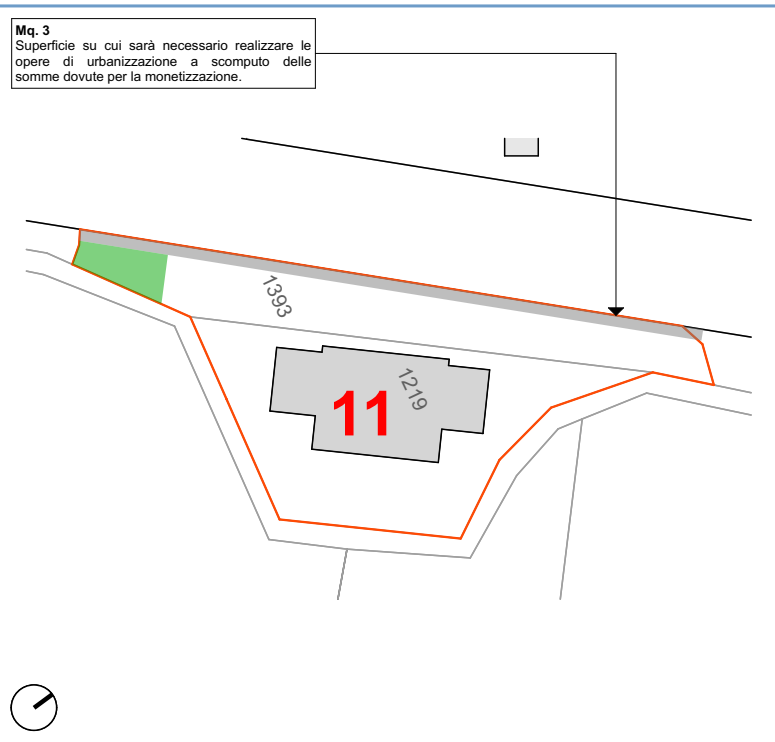 Mq. 3
Superficie su cui sarà necessario realizzare le
opere di urbanizzazione a scomputo delle
somme dovute per la monetizzazione.
1393
1219
11